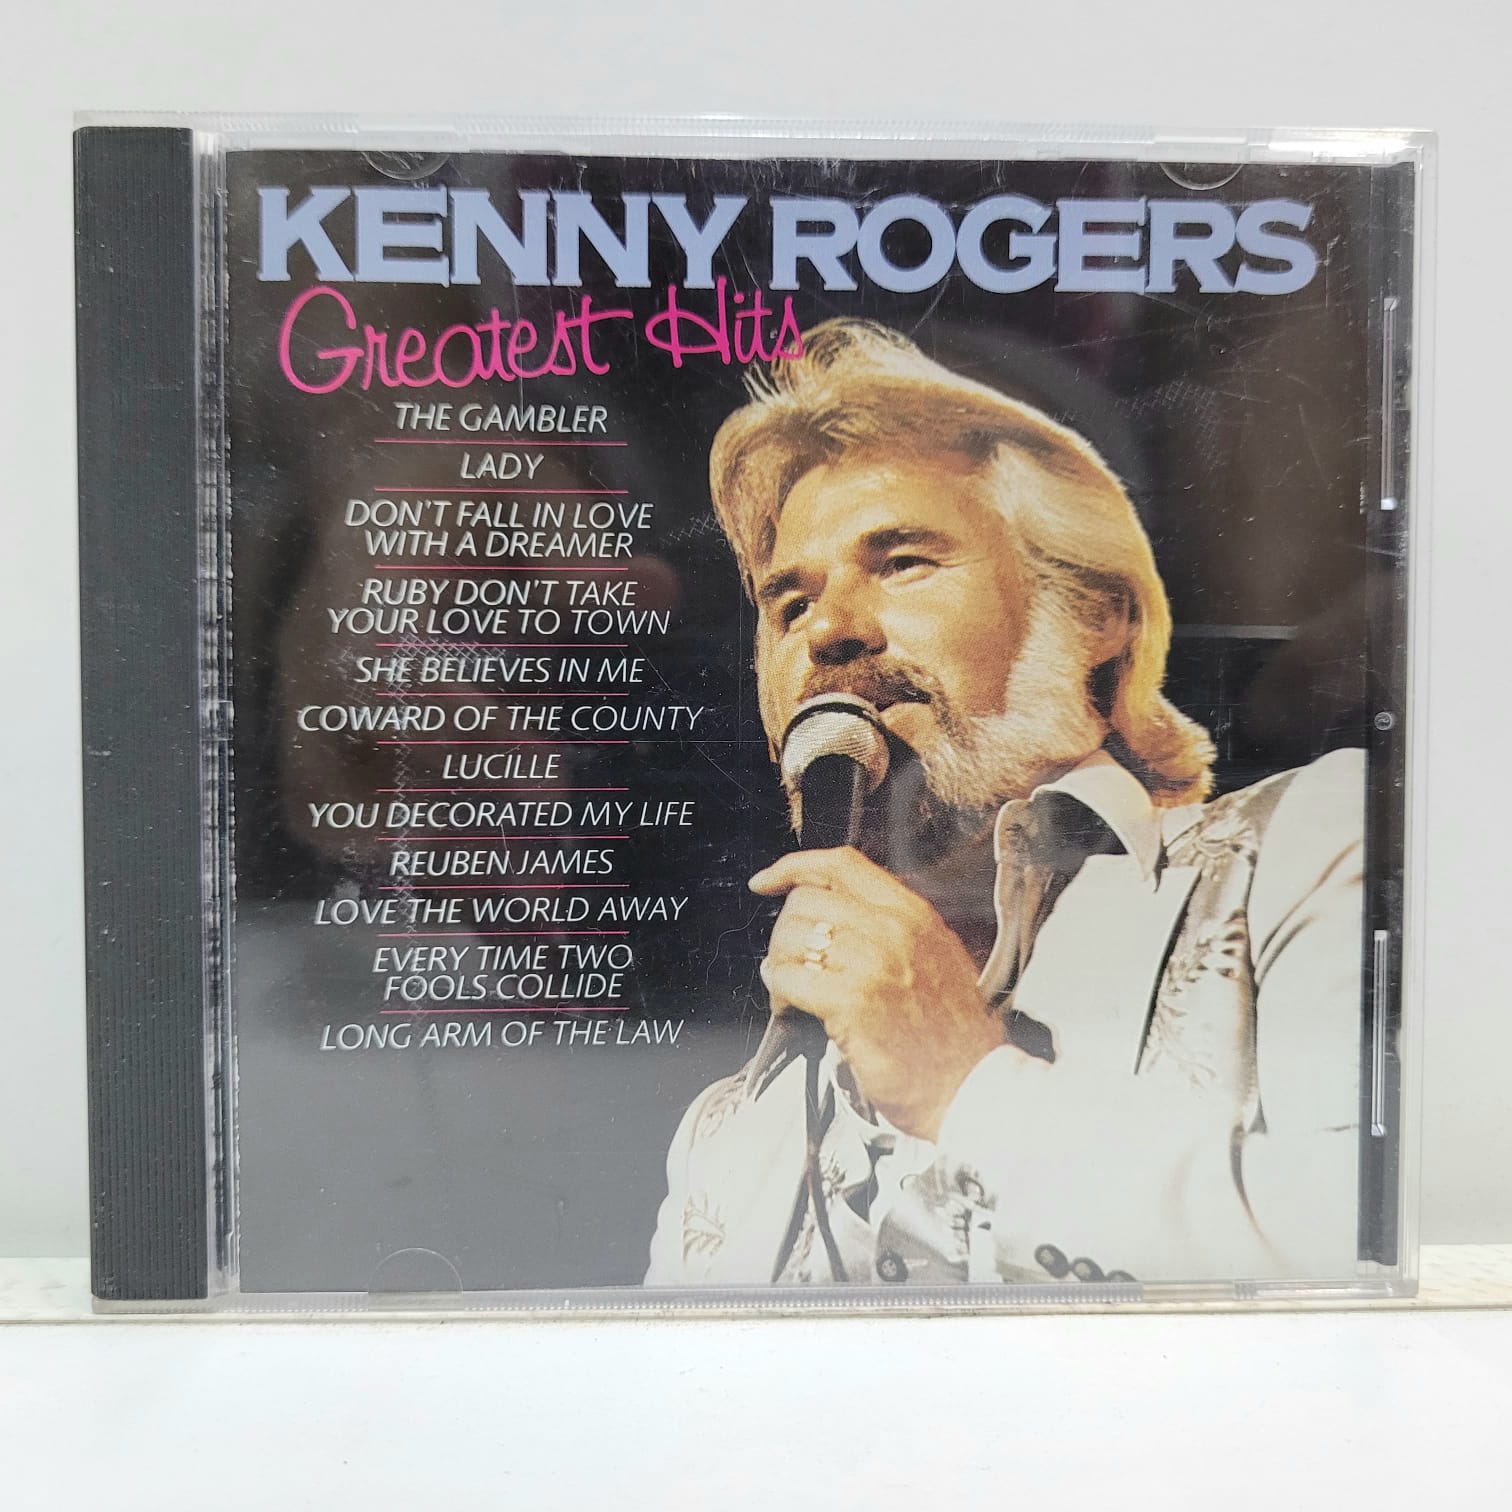 KENNY ROGERS
Greatest Hits
THE GAMBLER
LADY
DON'T FALL IN LOVE
WITH A DREAMER
RUBY DON'T TAKE
YOUR LOVE TO TOWN
SHE BELIEVES IN ME
COWARD OF THE COUNTY
LUCILLE
YOU DECORATED MY LIFE
REUBEN JAMES
LOVE THE WORLD AWAY
EVERY TIME TWO
FOOLS COLLIDE
LONG ARM OF THE LAW